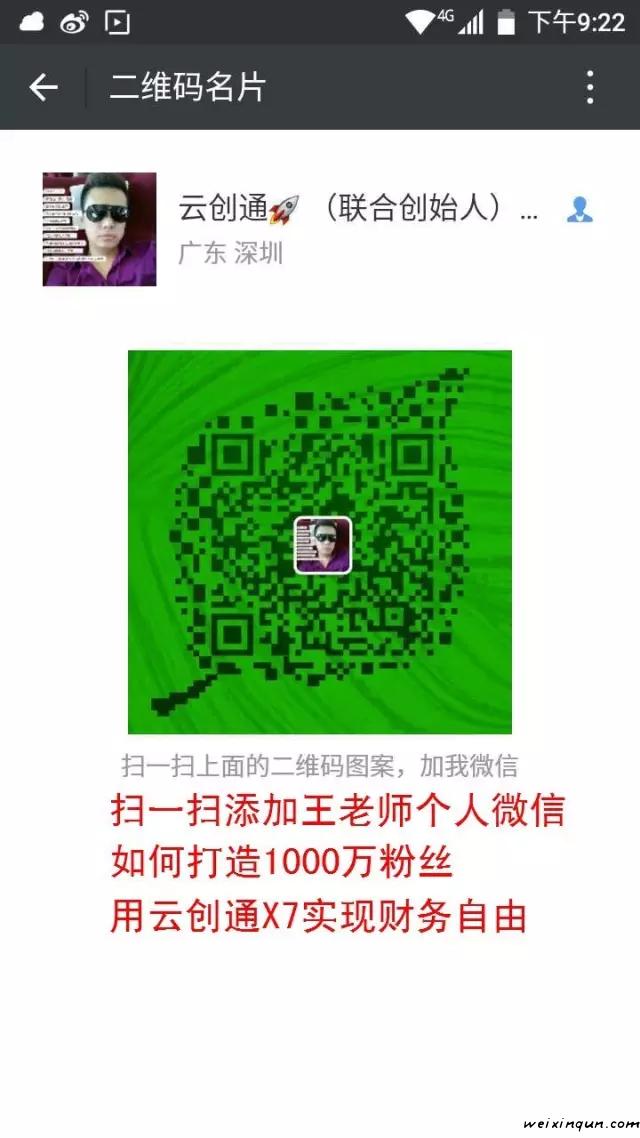 4G 下午9:22
二维码名片
云创通🚀（联合创始人）...
广东 深圳
扫一扫上面的二维码图案，加我微信
扫一扫添加王老师个人微信
如何打造1000万粉丝
用云创通X7实现财务自由
weixinqun.com